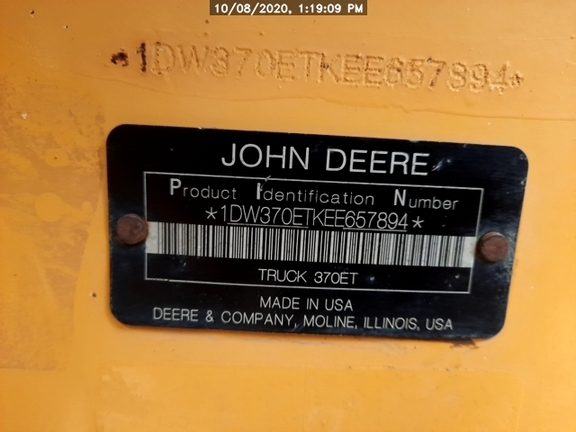 10/08/2020, 1:19:09 PM
*1DW370ETKEE657894*
JOHN DEERE
Product Identification Number
*1DW370ETKEE657894*
TRUCK 370ET
MADE IN USA
DEERE & COMPANY, MOLINE, ILLINOIS, USA